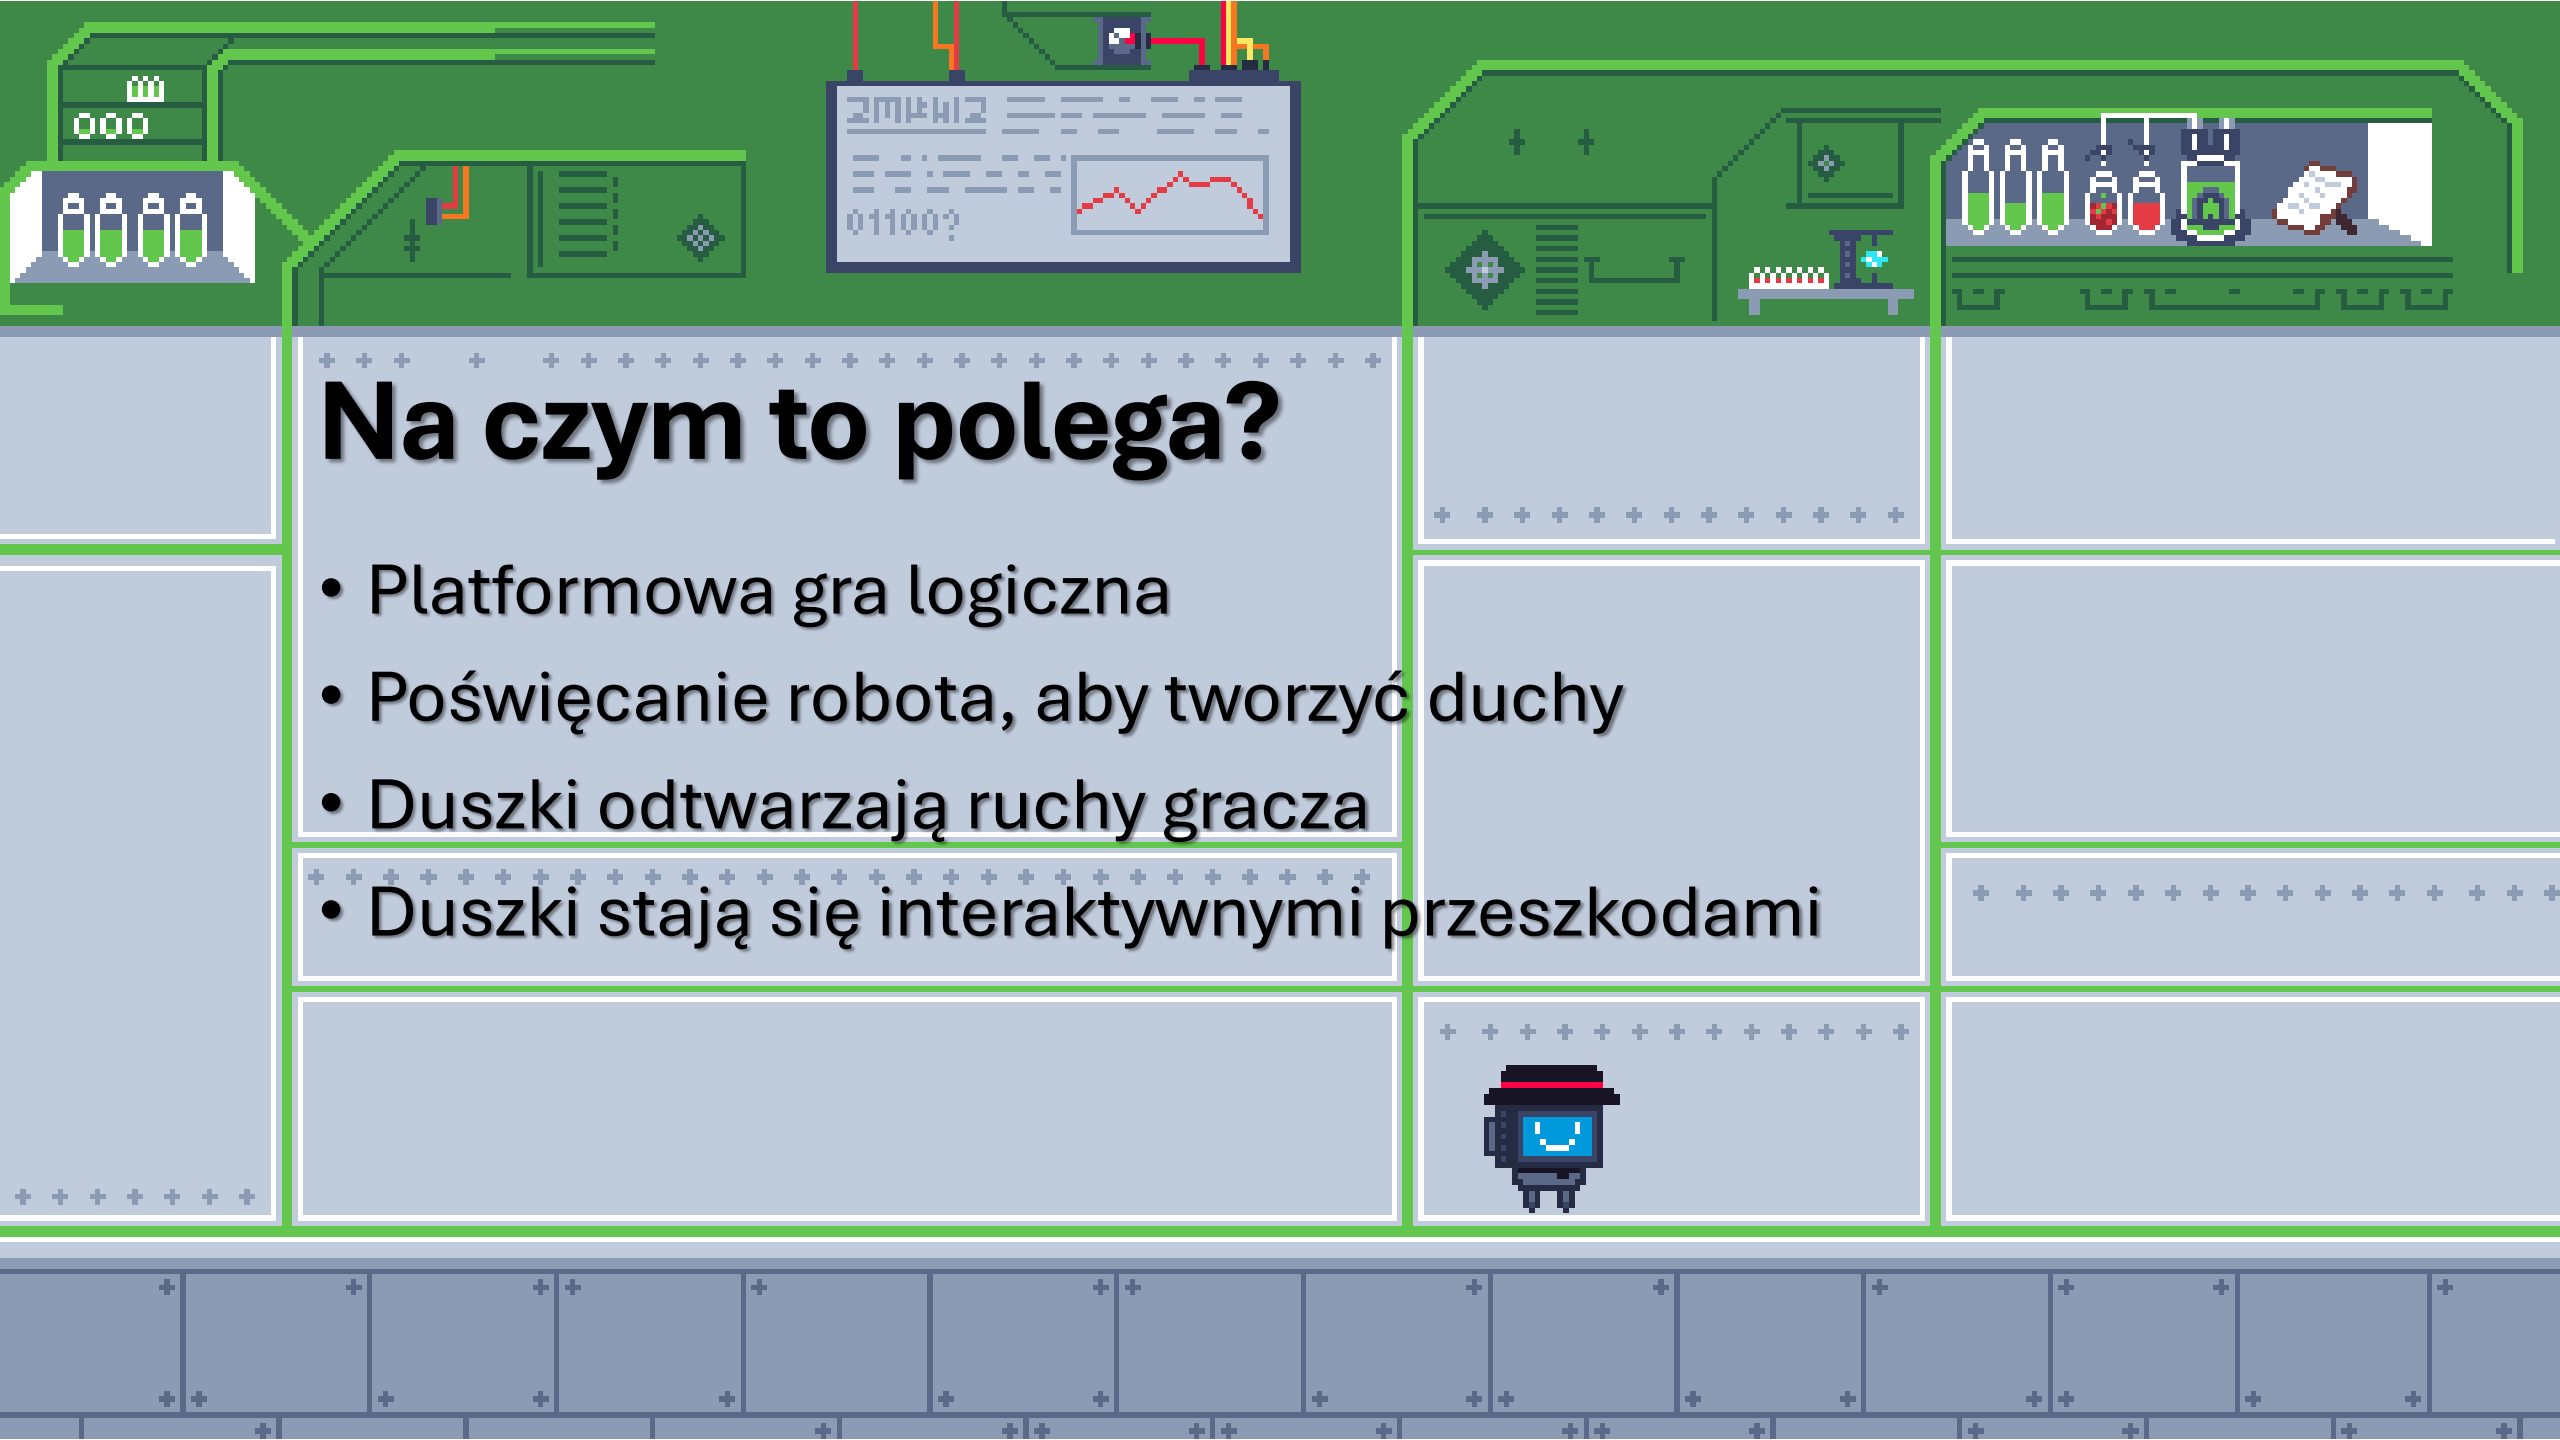 01100?
Na czym to polega?
• Platformowa gra logiczna
• Poświęcanie robota, aby tworzyć duchy
• Duszki odtwarzają ruchy gracza
• Duszki stają się interaktywnymi przeszkodami